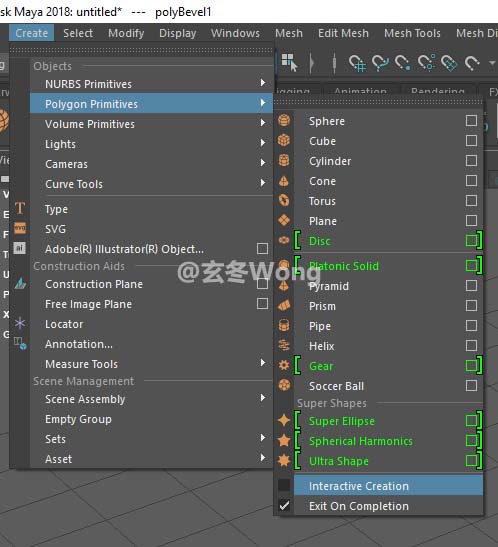 sk Maya 2018: untitled* --- polyBevel1
Create Select Modify Display Windows Mesh Edit Mesh Mesh Tools Mesh
Objects
NURBS Primitives
Polygon Primitives
Volume Primitives
Lights
Cameras
Curve Tools
Type
SVG
Adobe(R) Illustrator(R) Object...
Construction Aids
Construction Plane
Free Image Plane
Locator
Annotation...
Measure Tools
Scene Management
Scene Assembly
Empty Group
Sets
Asset
gging Animation Rendering FX
Sphere
Cube
Cylinder
Cone
Torus
Plane
Disc
Platonic Solid
Pyramid
Prism
Pipe
Helix
Gear
Soccer Ball
Super Shapes
Super Ellipse
Spherical Harmonics
Ultra Shape
Interactive Creation
Exit On Completion
@玄冬Wong